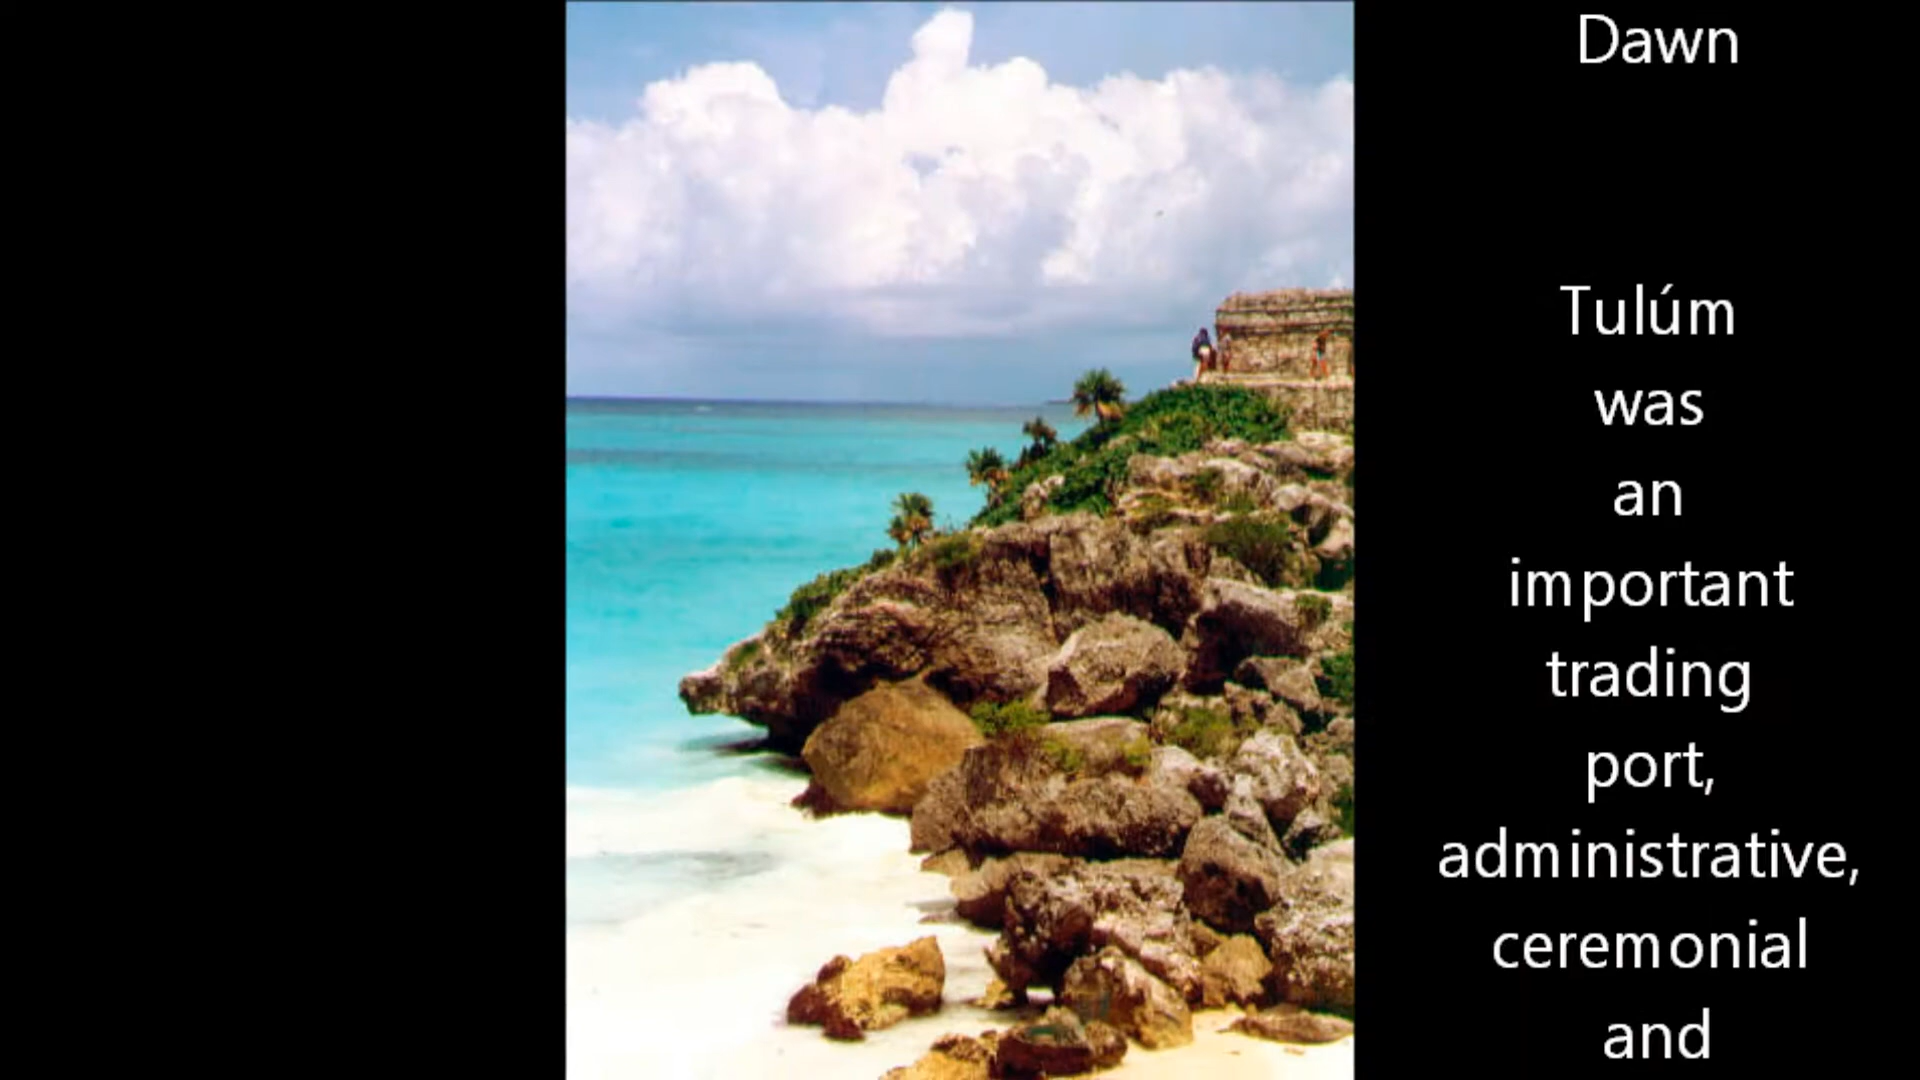 Dawn
Tulúm
was
an
important
trading
port,
administrative,
ceremonial
and